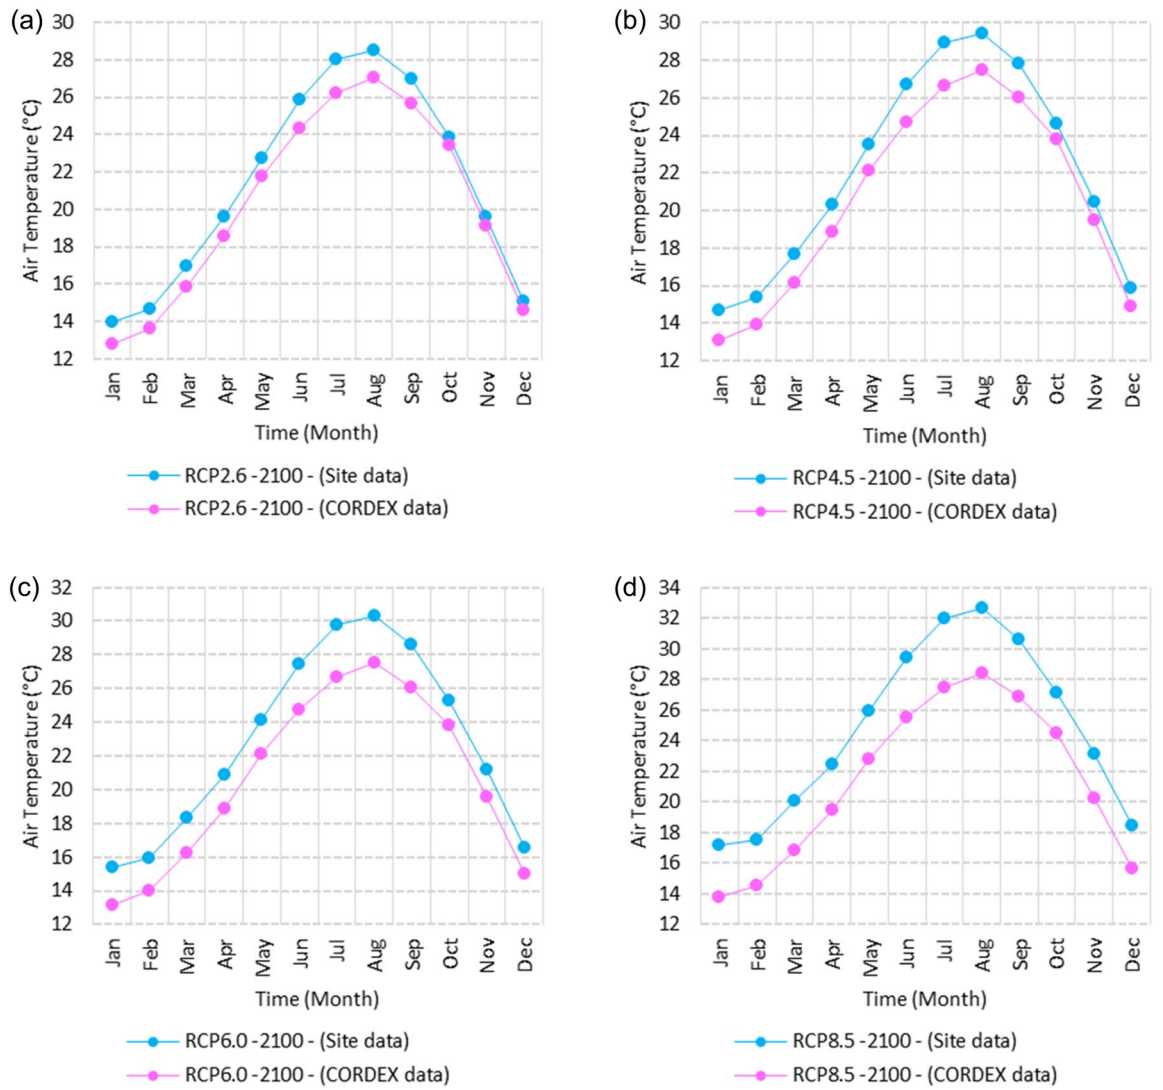 (a)
30
28
26
24
22
20
18
16
14
12
Air Temperature (°C)
Jan Feb Mar Apr May Jun Jul Aug Sep Oct Nov Dec
Time (Month)
RCP2.6 -2100 - (Site data)
RCP2.6 -2100 - (CORDEX data)
(b)
30
28
26
24
22
20
18
16
14
12
Air Temperature (°C)
Jan Feb Mar Apr May Jun Jul Aug Sep Oct Nov Dec
Time (Month)
RCP4.5 -2100 - (Site data)
RCP4.5 -2100 - (CORDEX data)
(c)
32
30
28
26
24
22
20
18
16
14
12
Air Temperature (°C)
Jan Feb Mar Apr May Jun Jul Aug Sep Oct Nov Dec
Time (Month)
RCP6.0 -2100 - (Site data)
RCP6.0 -2100 - (CORDEX data)
(d)
34
32
30
28
26
24
22
20
18
16
14
12
Air Temperature (°C)
Jan Feb Mar Apr May Jun Jul Aug Sep Oct Nov Dec
Time (Month)
RCP8.5 -2100 - (Site data)
RCP8.5 -2100 - (CORDEX data)